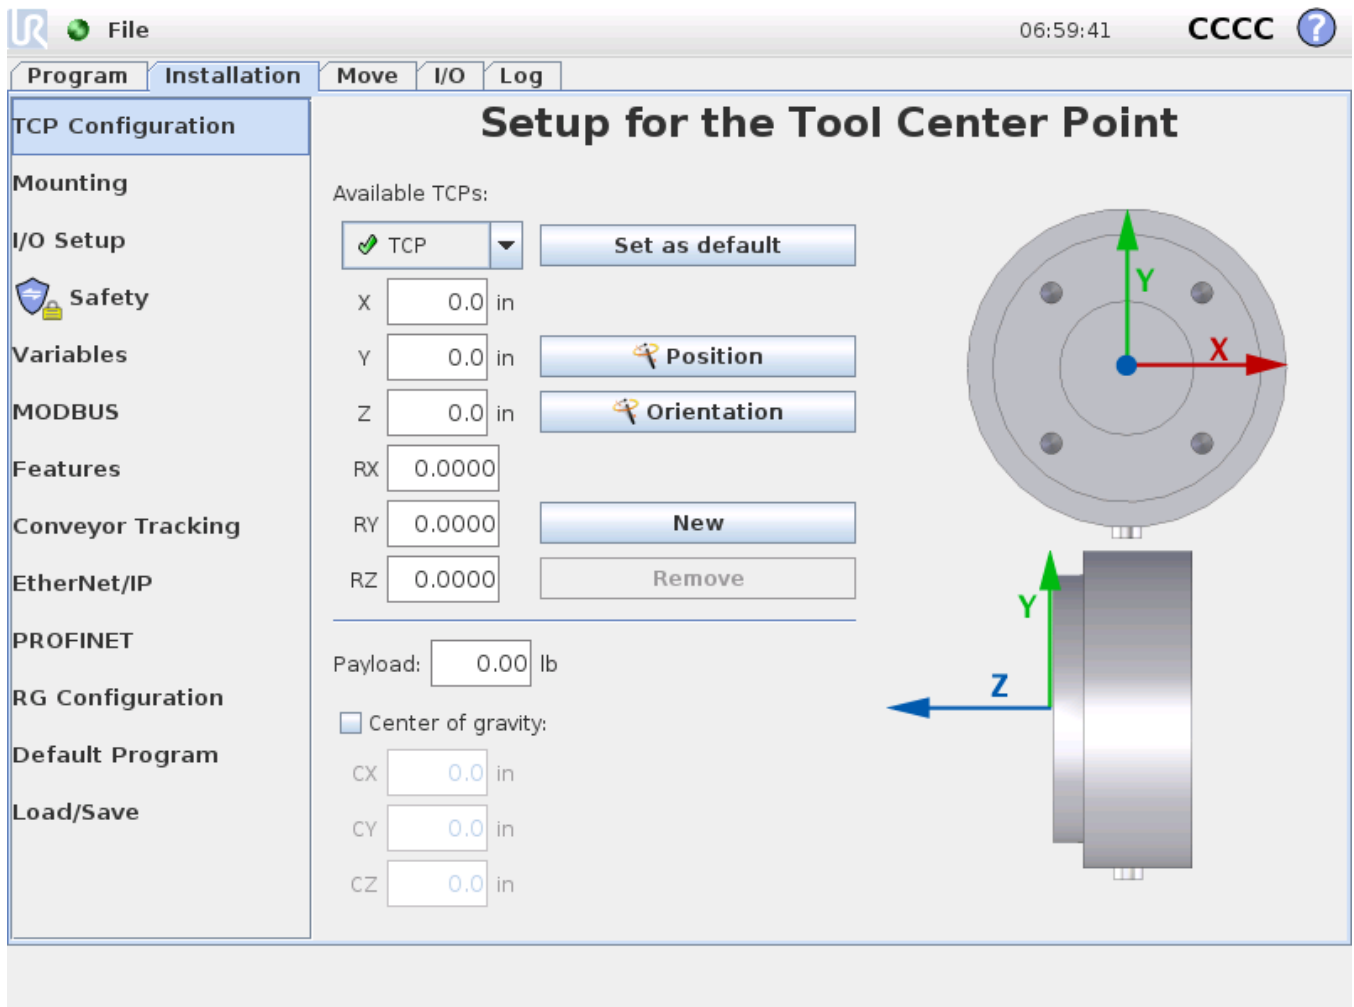 UR File 06:59:41 CCCC ?
Program Installation Move I/O Log
TCP Configuration
Mounting
I/O Setup
Safety
Variables
MODBUS
Features
Conveyor Tracking
EtherNet/IP
PROFINET
RG Configuration
Default Program
Load/Save
Setup for the Tool Center Point
Available TCPs:
TCP Set as default
X 0.0 in
Y 0.0 in Position
Z 0.0 in Orientation
RX 0.0000
RY 0.0000 New
RZ 0.0000 Remove
Payload: 0.00 lb
Center of gravity:
CX 0.0 in
CY 0.0 in
CZ 0.0 in
Y
X
Y
Z